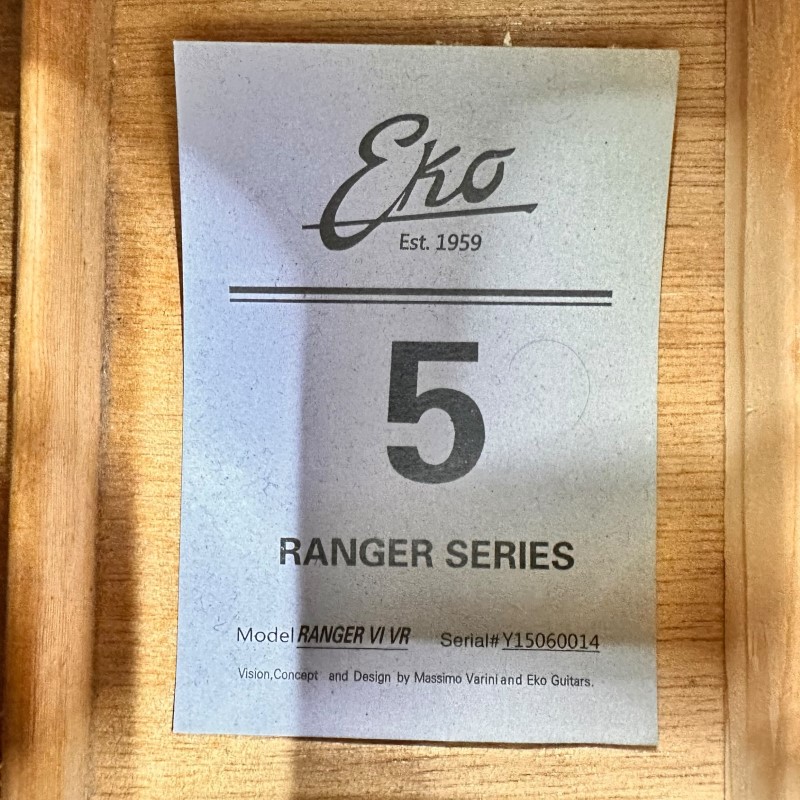 Eko
Est. 1959
5
RANGER SERIES
Model RANGER VI VR Serial# Y15060014
Vision,Concept and Design by Massimo Varini and Eko Guitars.